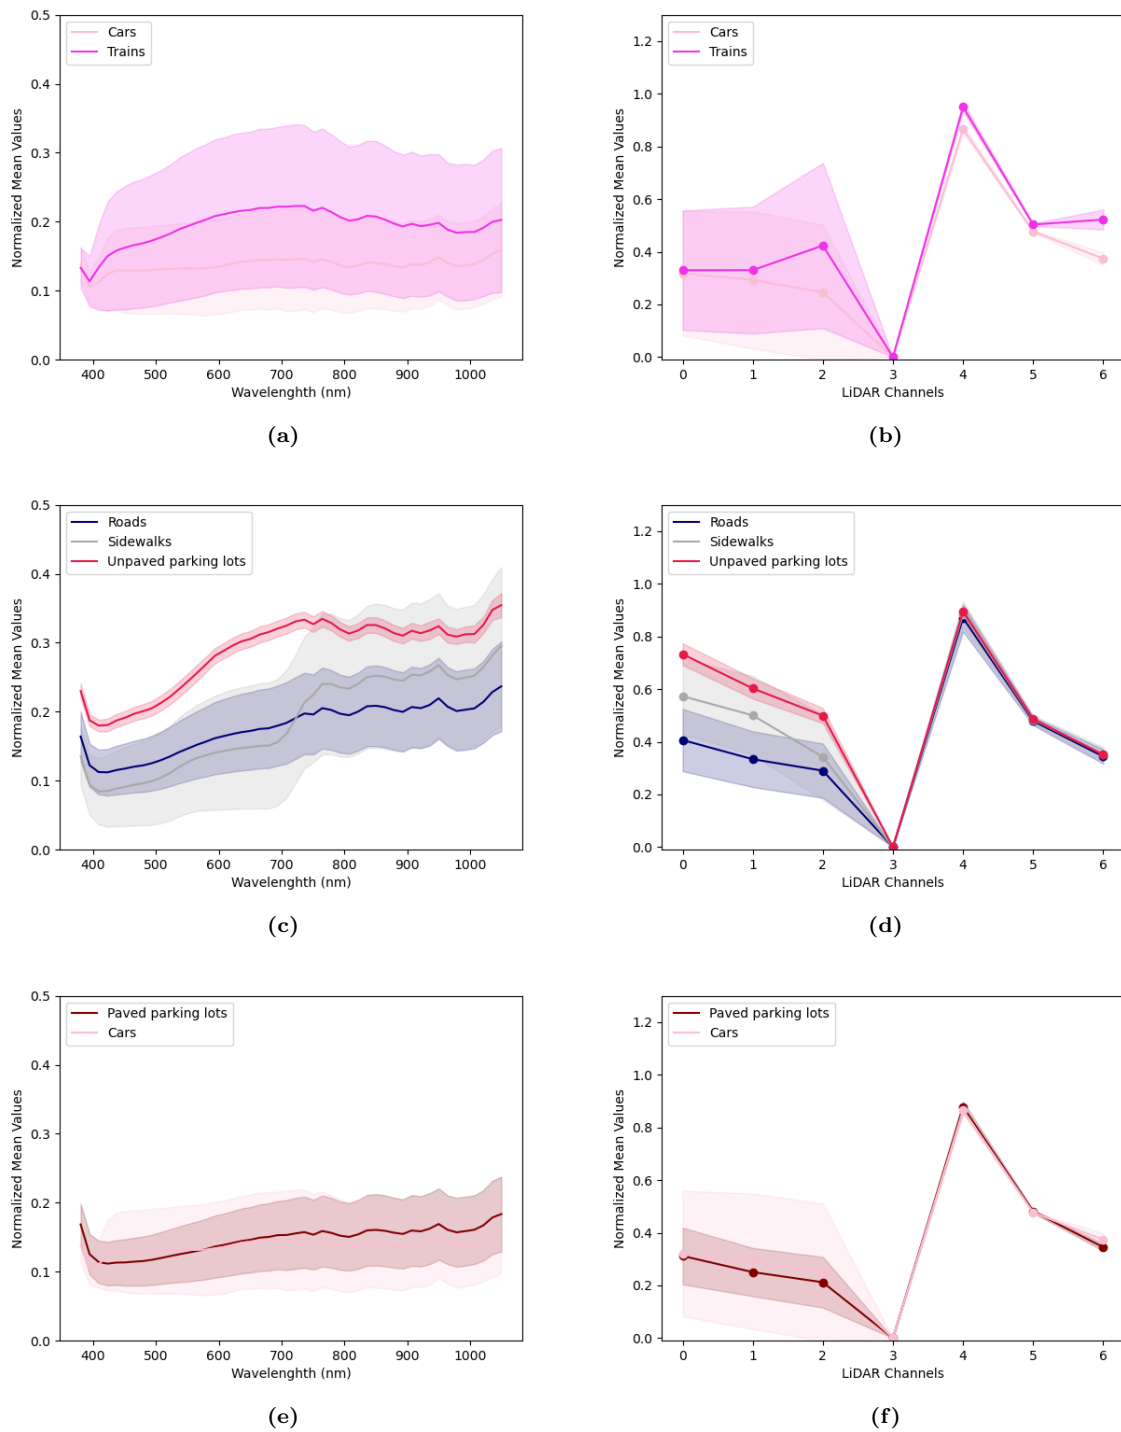 Cars
Trains
Normalized Mean Values
0.5
0.4
0.3
0.2
0.1
0.0
400 500 600 700 800 900 1000
Wavelenghth (nm)
(a)
Cars
Trains
Normalized Mean Values
1.2
1.0
0.8
0.6
0.4
0.2
0.0
0 1 2 3 4 5 6
LiDAR Channels
(b)
Roads
Sidewalks
Unpaved parking lots
Normalized Mean Values
0.5
0.4
0.3
0.2
0.1
0.0
400 500 600 700 800 900 1000
Wavelenghth (nm)
(c)
Roads
Sidewalks
Unpaved parking lots
Normalized Mean Values
1.2
1.0
0.8
0.6
0.4
0.2
0.0
0 1 2 3 4 5 6
LiDAR Channels
(d)
Paved parking lots
Cars
Normalized Mean Values
0.5
0.4
0.3
0.2
0.1
0.0
400 500 600 700 800 900 1000
Wavelenghth (nm)
(e)
Paved parking lots
Cars
Normalized Mean Values
1.2
1.0
0.8
0.6
0.4
0.2
0.0
0 1 2 3 4 5 6
LiDAR Channels
(f)